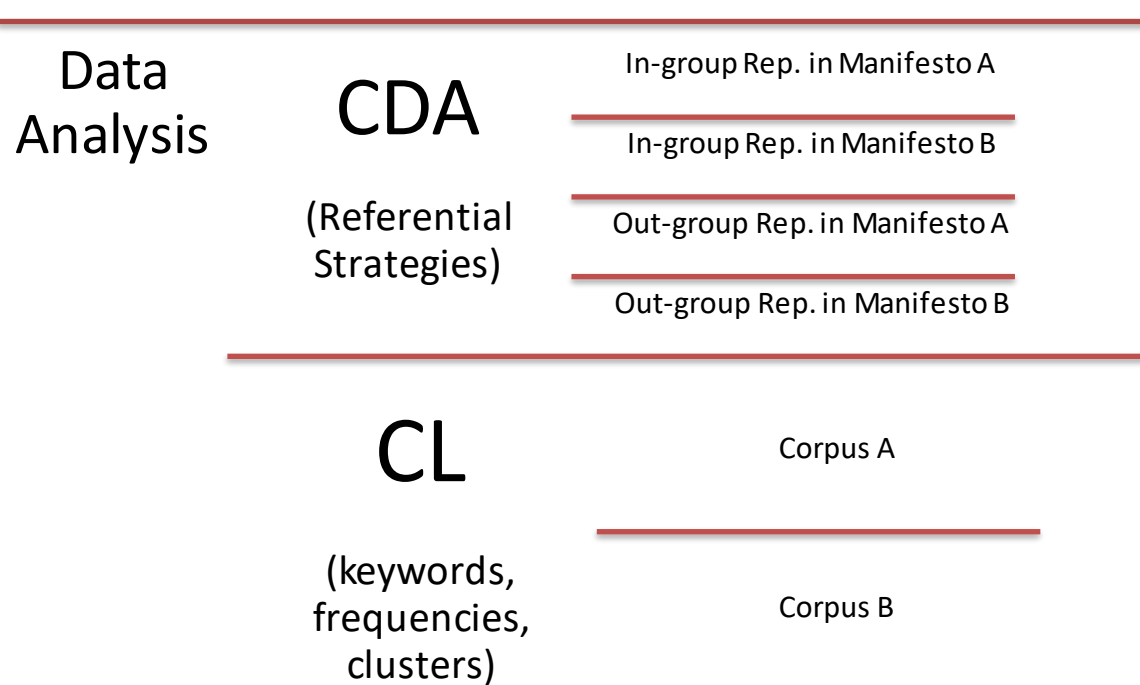 Data
Analysis
CDA
(Referential
Strategies)
In-group Rep. in Manifesto A
In-group Rep. in Manifesto B
Out-group Rep. in Manifesto A
Out-group Rep. in Manifesto B
CL
(keywords,
frequencies,
clusters)
Corpus A
Corpus B